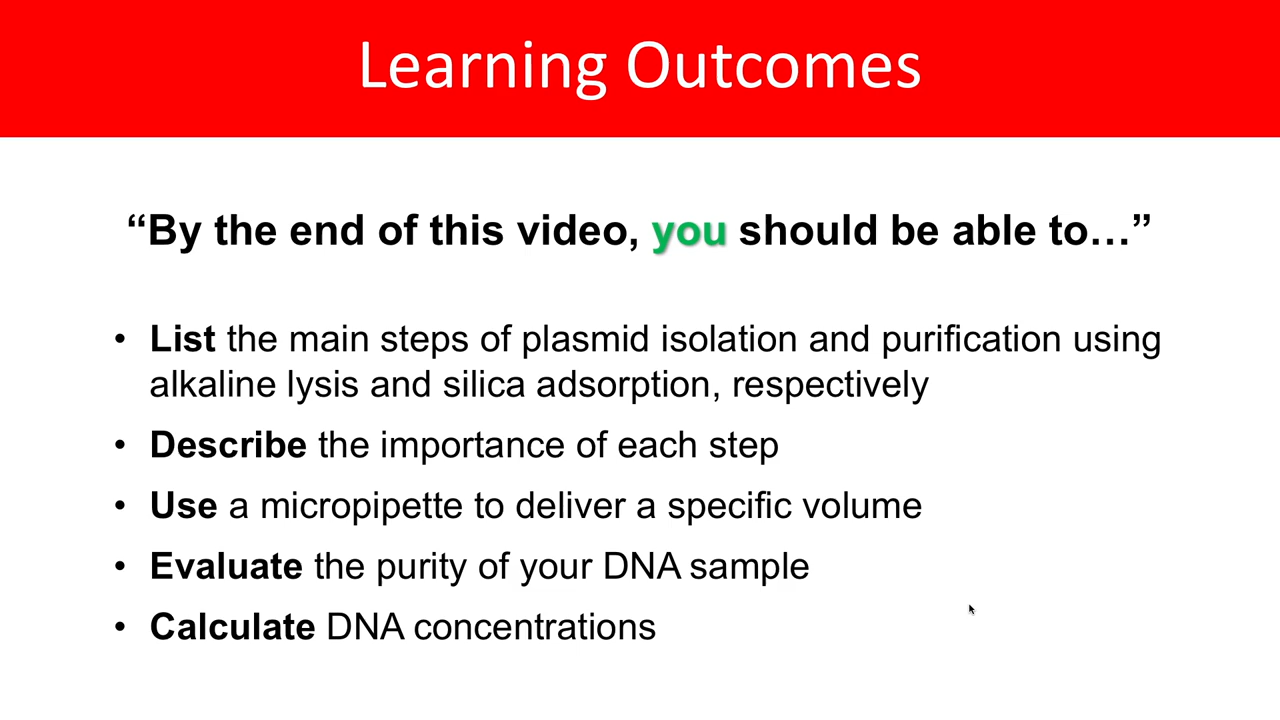 Learning Outcomes
“By the end of this video, you should be able to…”
• List the main steps of plasmid isolation and purification using
alkaline lysis and silica adsorption, respectively
• Describe the importance of each step
• Use a micropipette to deliver a specific volume
• Evaluate the purity of your DNA sample
• Calculate DNA concentrations